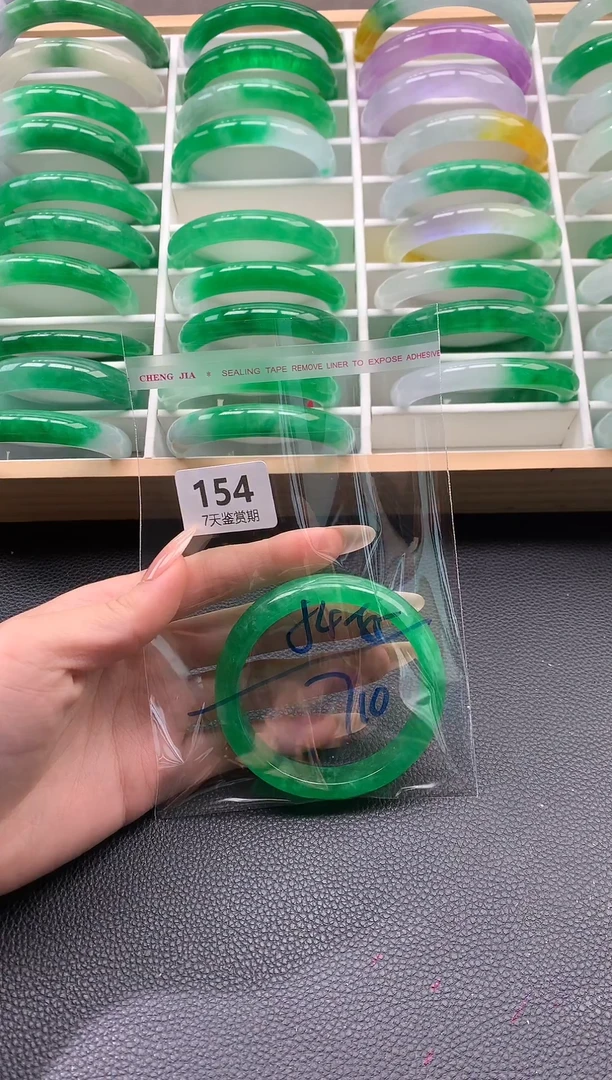 CHENG JIA SEALING TAPE REMOVE LINER TO EXPOSE ADHESIVE
154
7天鉴赏期
710